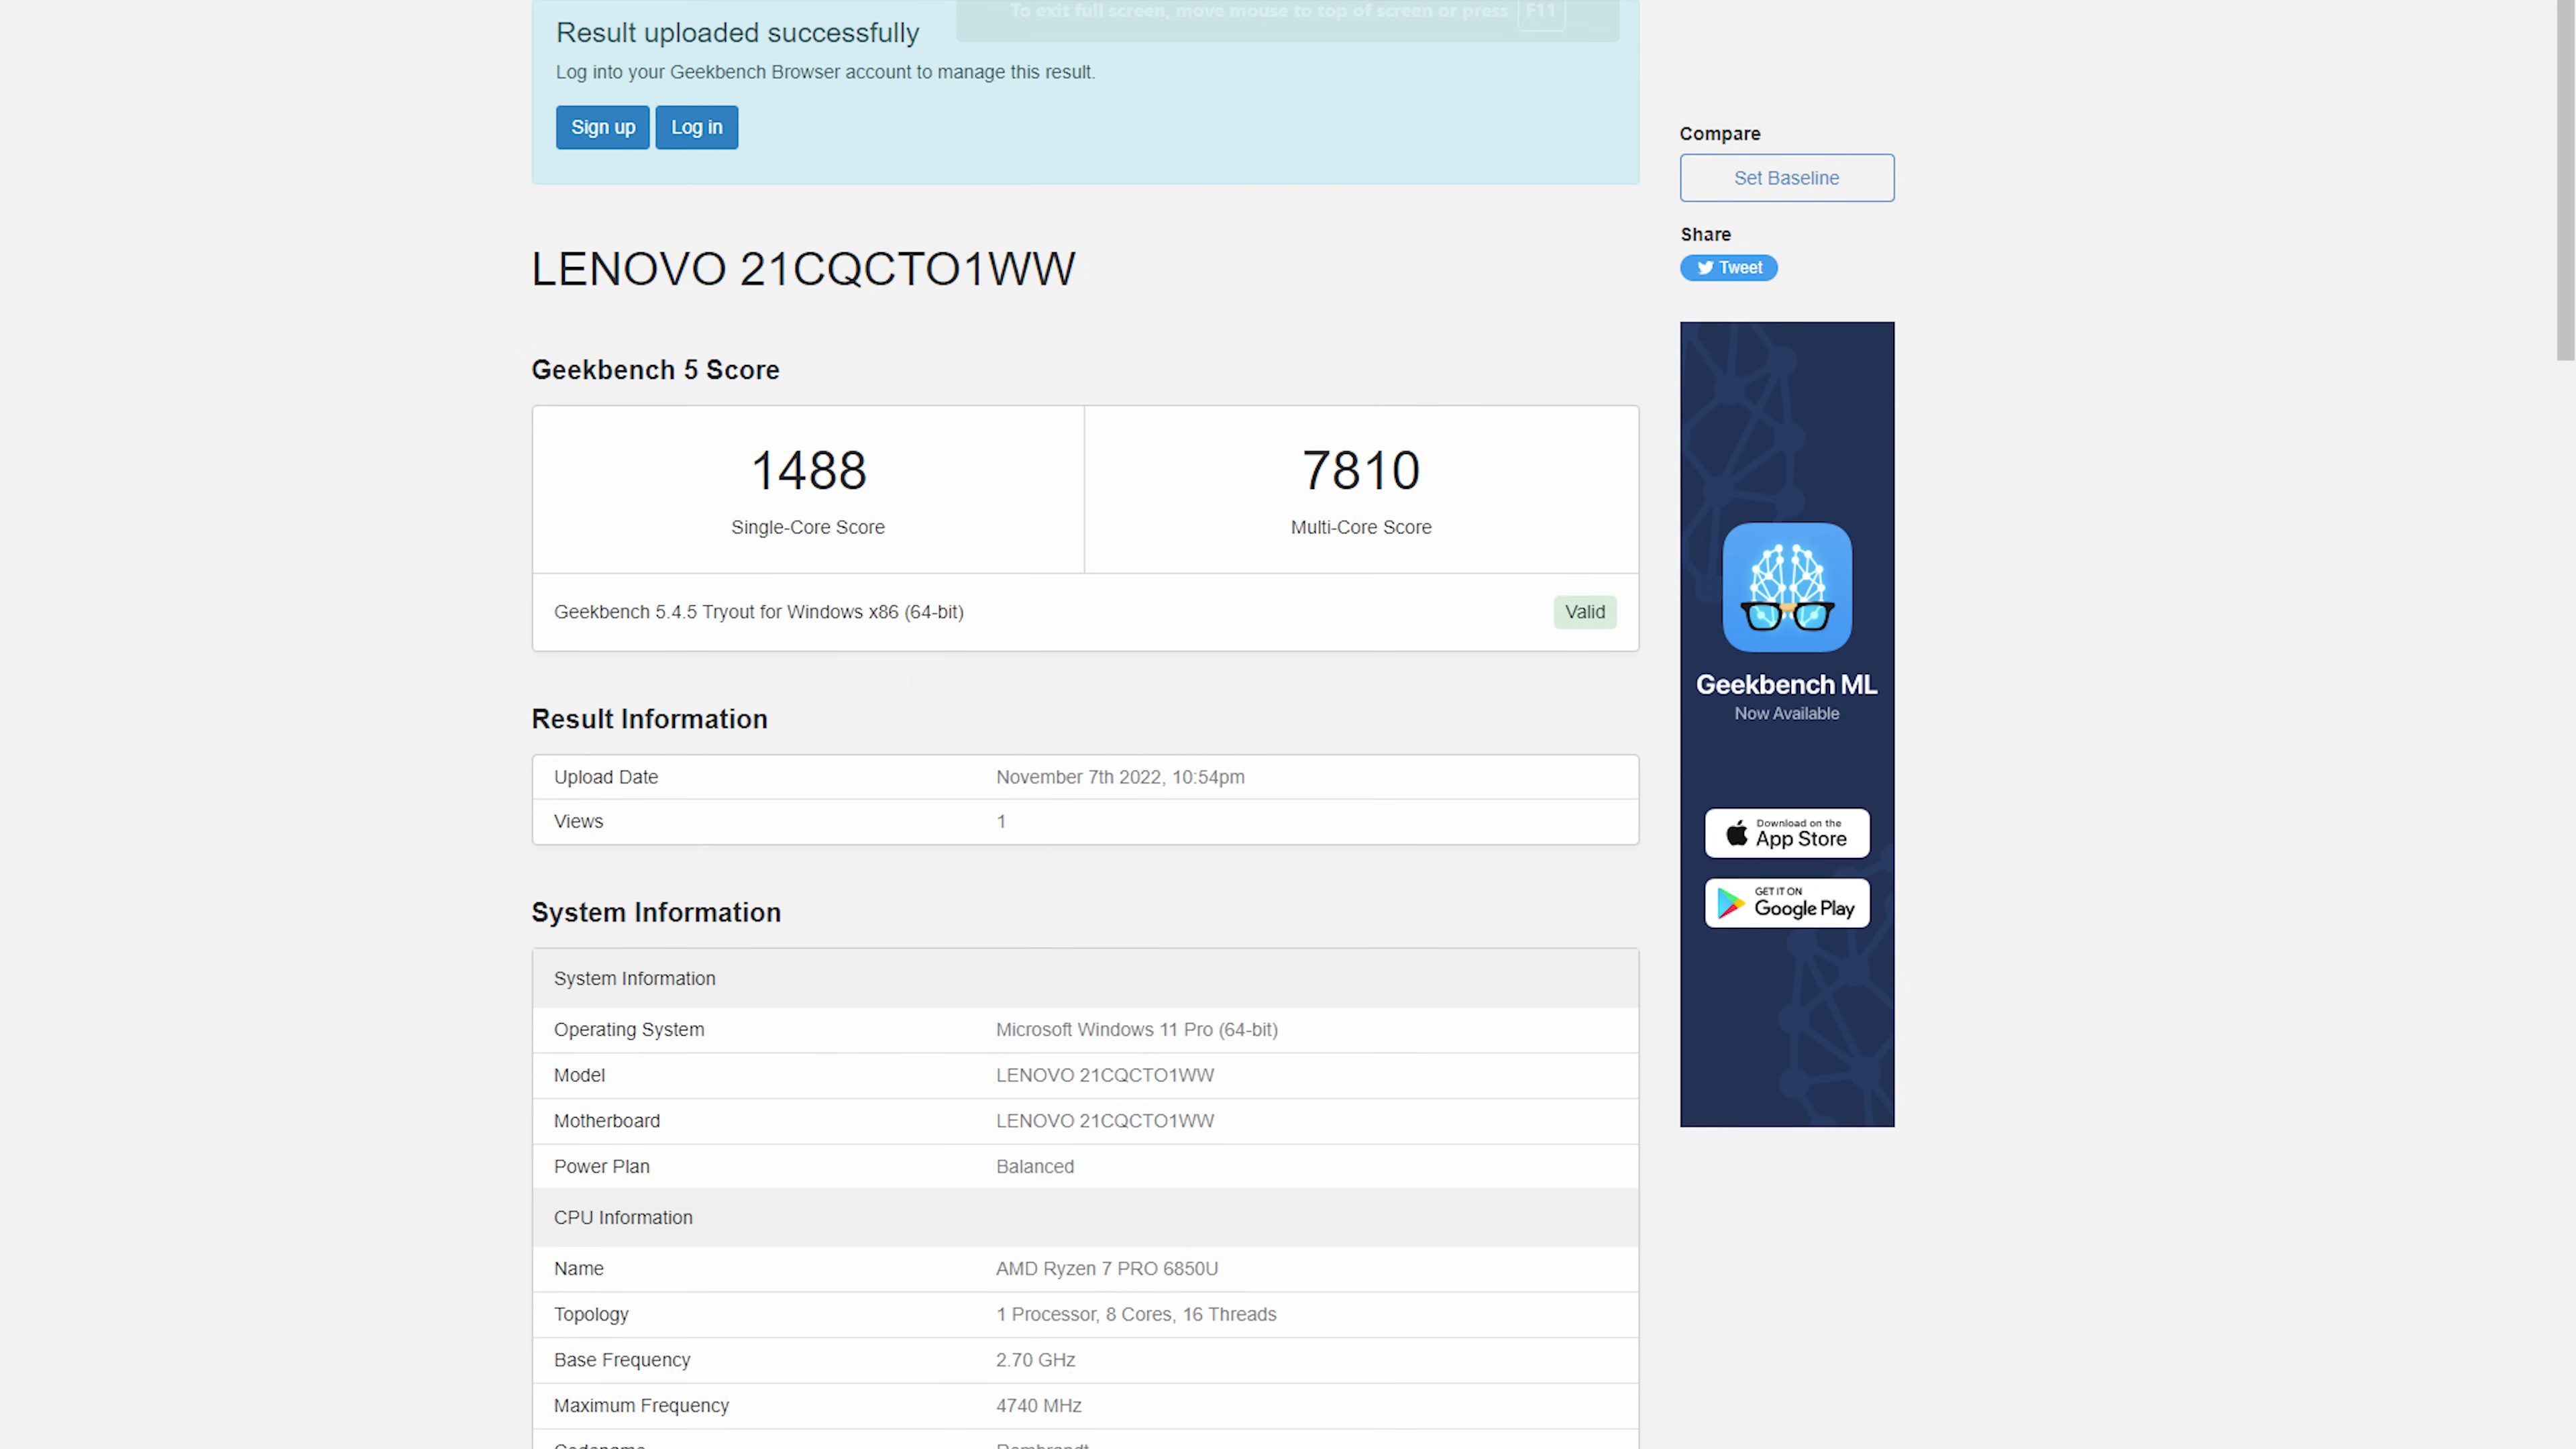 To exit full screen, move mouse to top of screen or press F11
Result uploaded successfully
Log into your Geekbench Browser account to manage this result.
Sign up Log in
Compare
Set Baseline
Share
Tweet
LENOVO 21CQCTO1WW
Geekbench 5 Score
1488 7810
Single-Core Score Multi-Core Score
Geekbench 5.4.5 Tryout for Windows x86 (64-bit) Valid
Geekbench ML
Now Available
Download on the
App Store
GET IT ON
Google Play
Result Information
Upload Date November 7th 2022, 10:54pm
Views 1
System Information
System Information
Operating System Microsoft Windows 11 Pro (64-bit)
Model LENOVO 21CQCTO1WW
Motherboard LENOVO 21CQCTO1WW
Power Plan Balanced
CPU Information
Name AMD Ryzen 7 PRO 6850U
Topology 1 Processor, 8 Cores, 16 Threads
Base Frequency 2.70 GHz
Maximum Frequency 4740 MHz
Codename Rembrandt